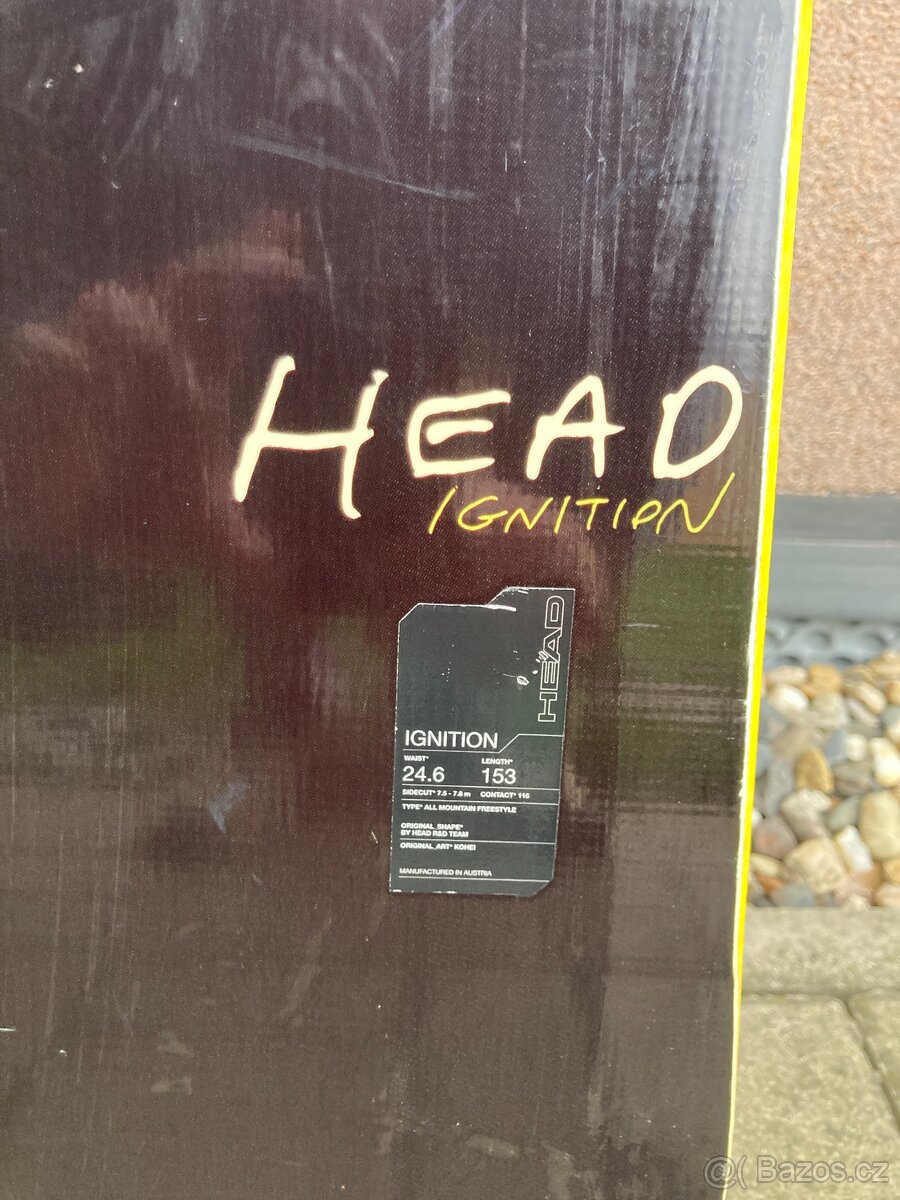 HEAD
IGNITION
HEAD
IGNITION
WAIST* LENGTH*
24.6 153
SIDECUT* 7.5 - 7.8 m CONTACT* 116
TYPE* ALL MOUNTAIN FREESTYLE
ORIGINAL_SHAPE*
BY HEAD R&D TEAM
ORIGINAL_ART* KOHEI
MANUFACTURED IN AUSTRIA
@( Bazos.cz